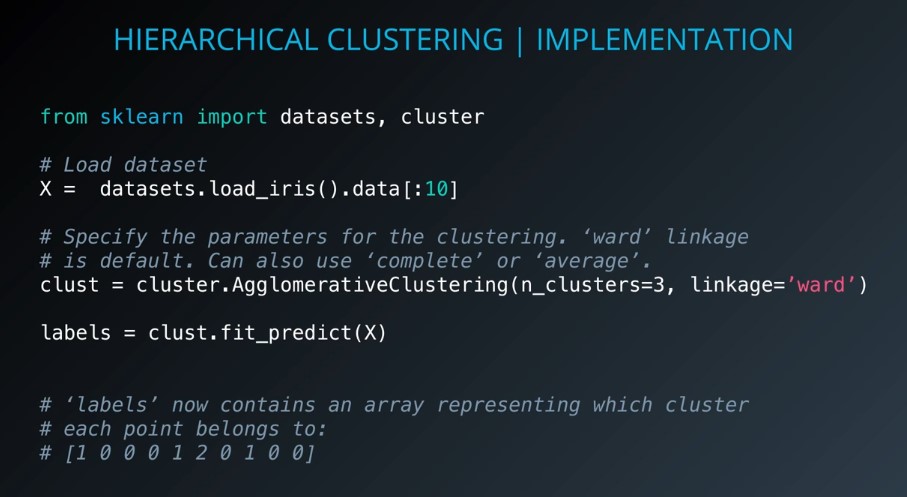 HIERARCHICAL CLUSTERING | IMPLEMENTATION
from sklearn import datasets, cluster
# Load dataset
X =  datasets.load_iris().data[:10]
# Specify the parameters for the clustering. ‘ward’ linkage
# is default. Can also use ‘complete’ or ‘average’.
clust = cluster.AgglomerativeClustering(n_clusters=3, linkage=’ward’)
labels = clust.fit_predict(X)
# ‘labels’ now contains an array representing which cluster
# each point belongs to:
# [1 0 0 0 1 2 0 1 0 0]